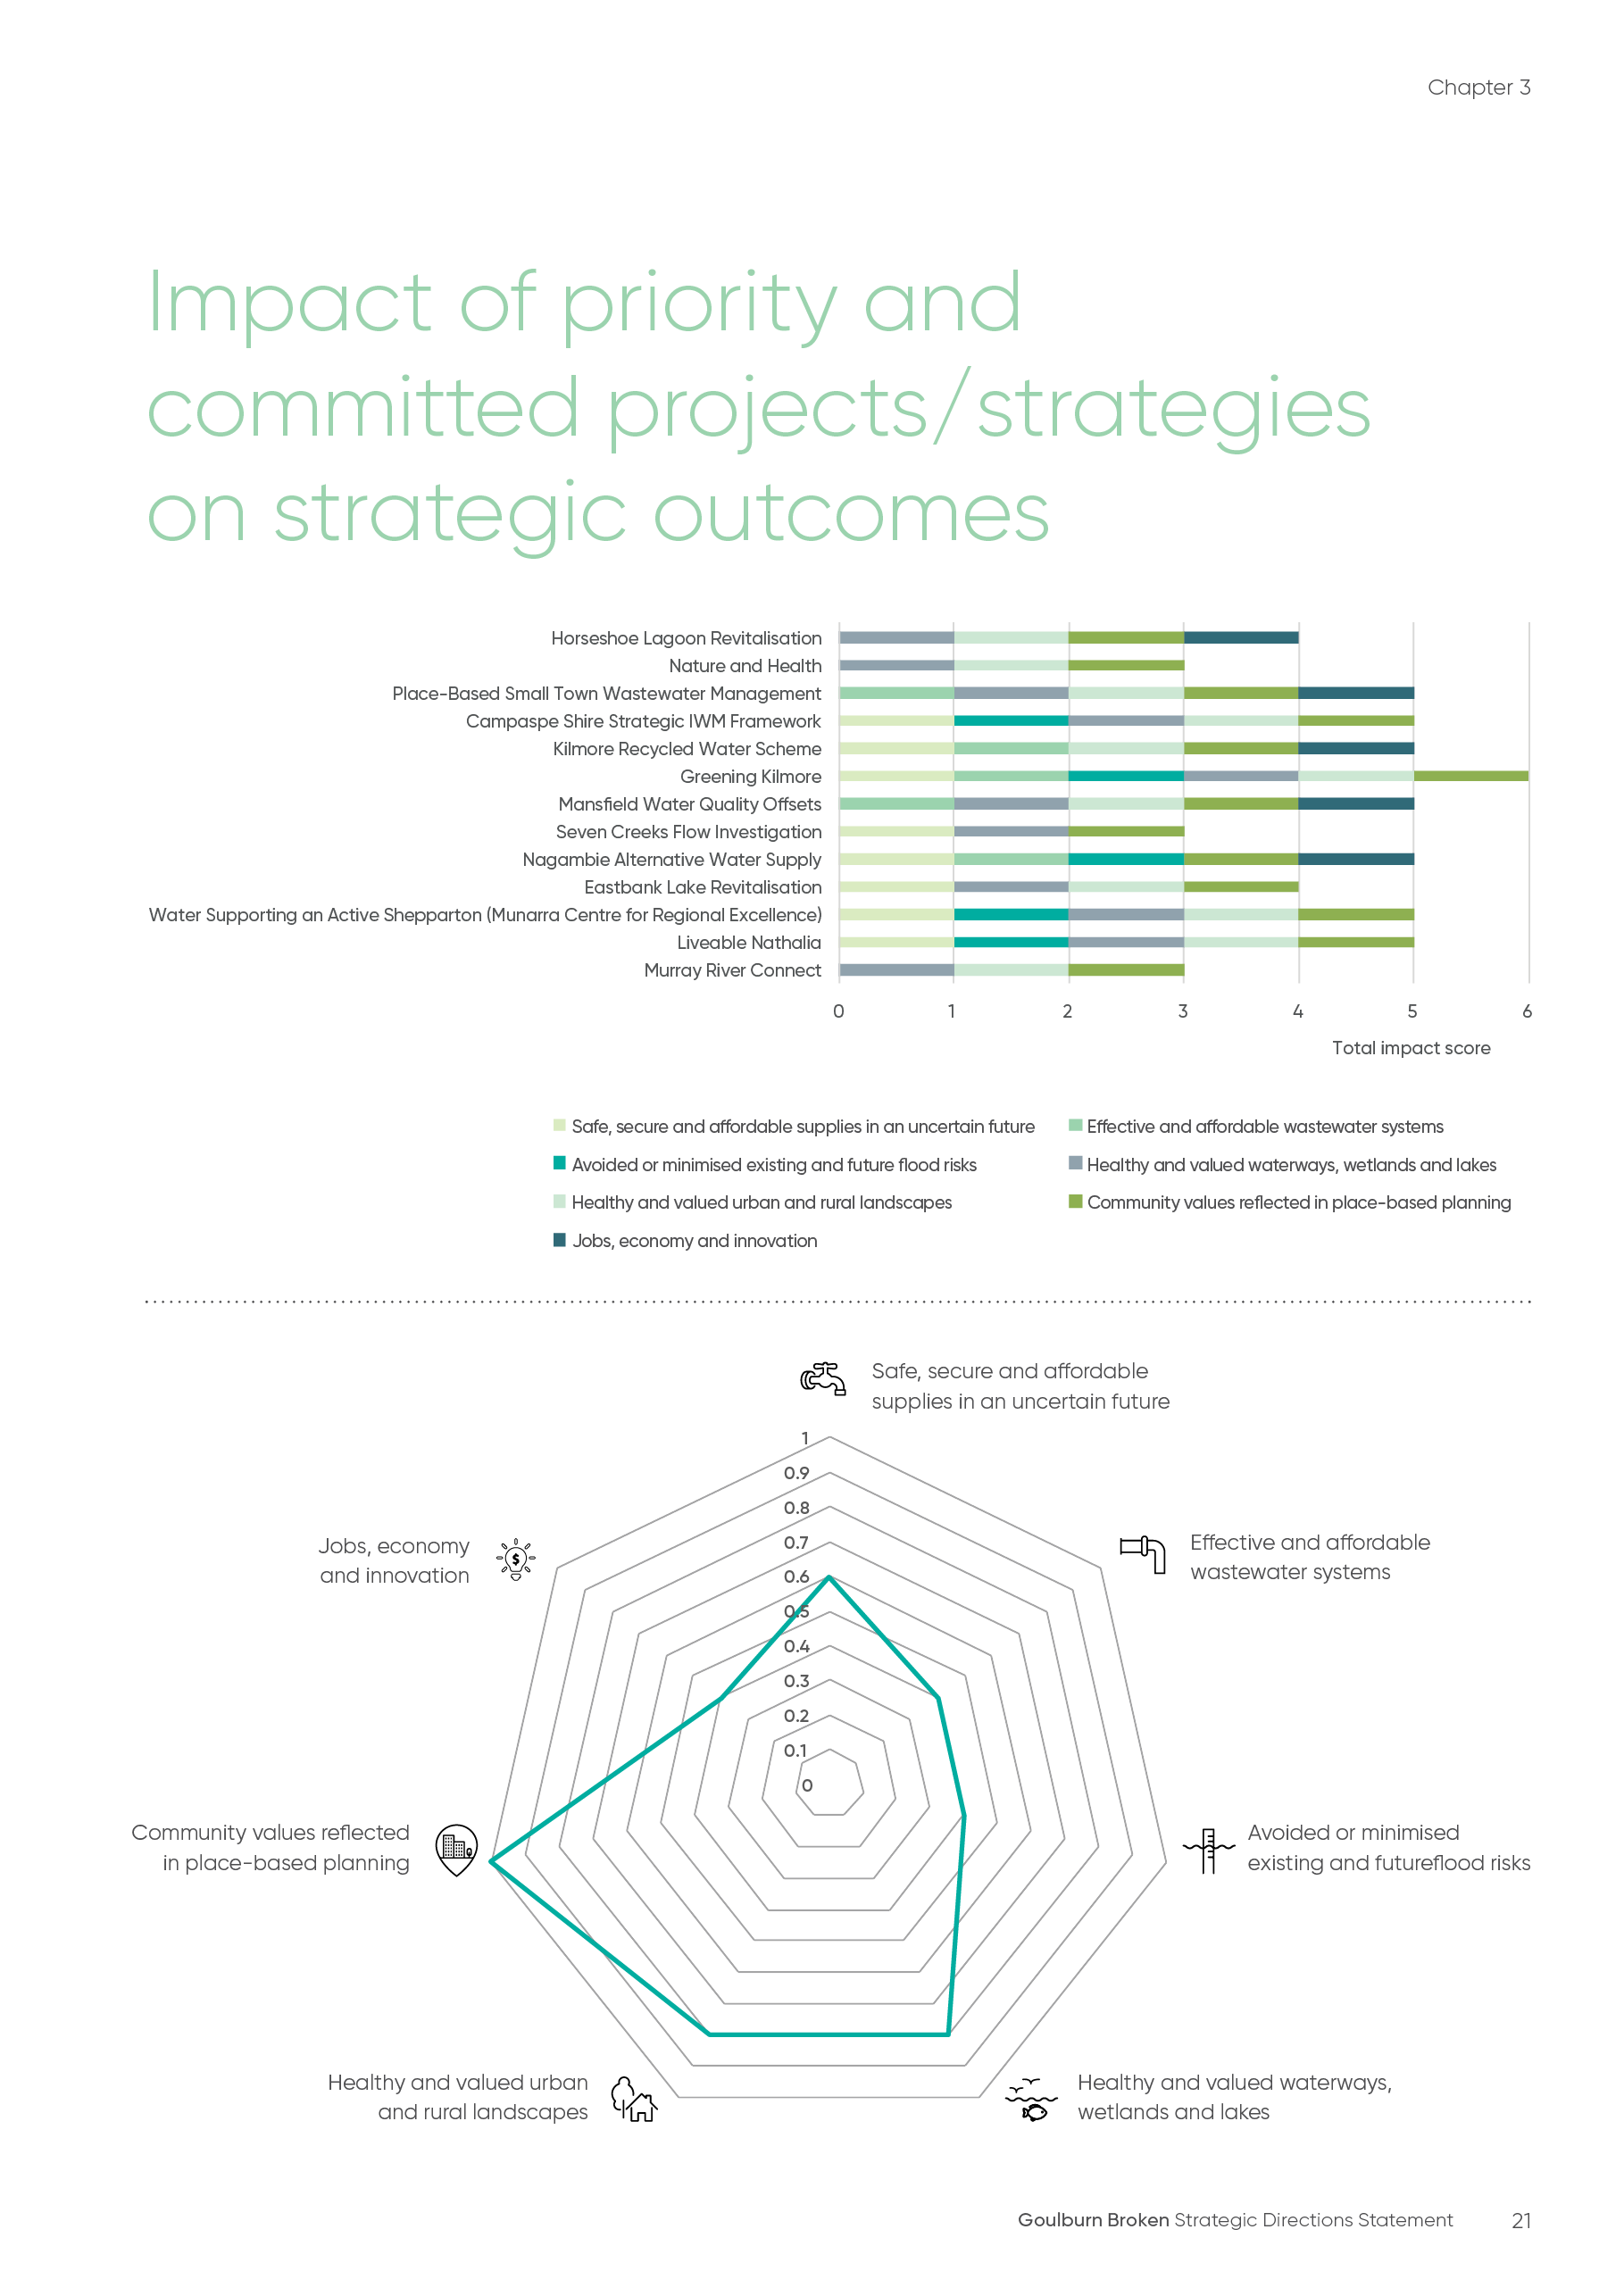 Chapter 3
Impact of priority and
committed projects/strategies
on strategic outcomes
Horseshoe Lagoon Revitalisation
Nature and Health
Place-Based Small Town Wastewater Management
Campaspe Shire Strategic IWM Framework
Kilmore Recycled Water Scheme
Greening Kilmore
Mansfield Water Quality Offsets
Seven Creeks Flow Investigation
Nagambie Alternative Water Supply
Eastbank Lake Revitalisation
Water Supporting an Active Shepparton (Munarra Centre for Regional Excellence)
Liveable Nathalia
Murray River Connect
0 1 2 3 4 5 6
Total impact score
Safe, secure and affordable supplies in an uncertain future
Effective and affordable wastewater systems
Avoided or minimised existing and future flood risks
Healthy and valued waterways, wetlands and lakes
Healthy and valued urban and rural landscapes
Community values reflected in place-based planning
Jobs, economy and innovation
Safe, secure and affordable
supplies in an uncertain future
1
0.9
0.8
0.7
0.6
0.5
0.4
0.3
0.2
0.1
0
Effective and affordable
wastewater systems
Avoided or minimised
existing and futureflood risks
Healthy and valued waterways,
wetlands and lakes
Healthy and valued urban
and rural landscapes
Community values reflected
in place-based planning
Jobs, economy
and innovation
$
Goulburn Broken Strategic Directions Statement 21